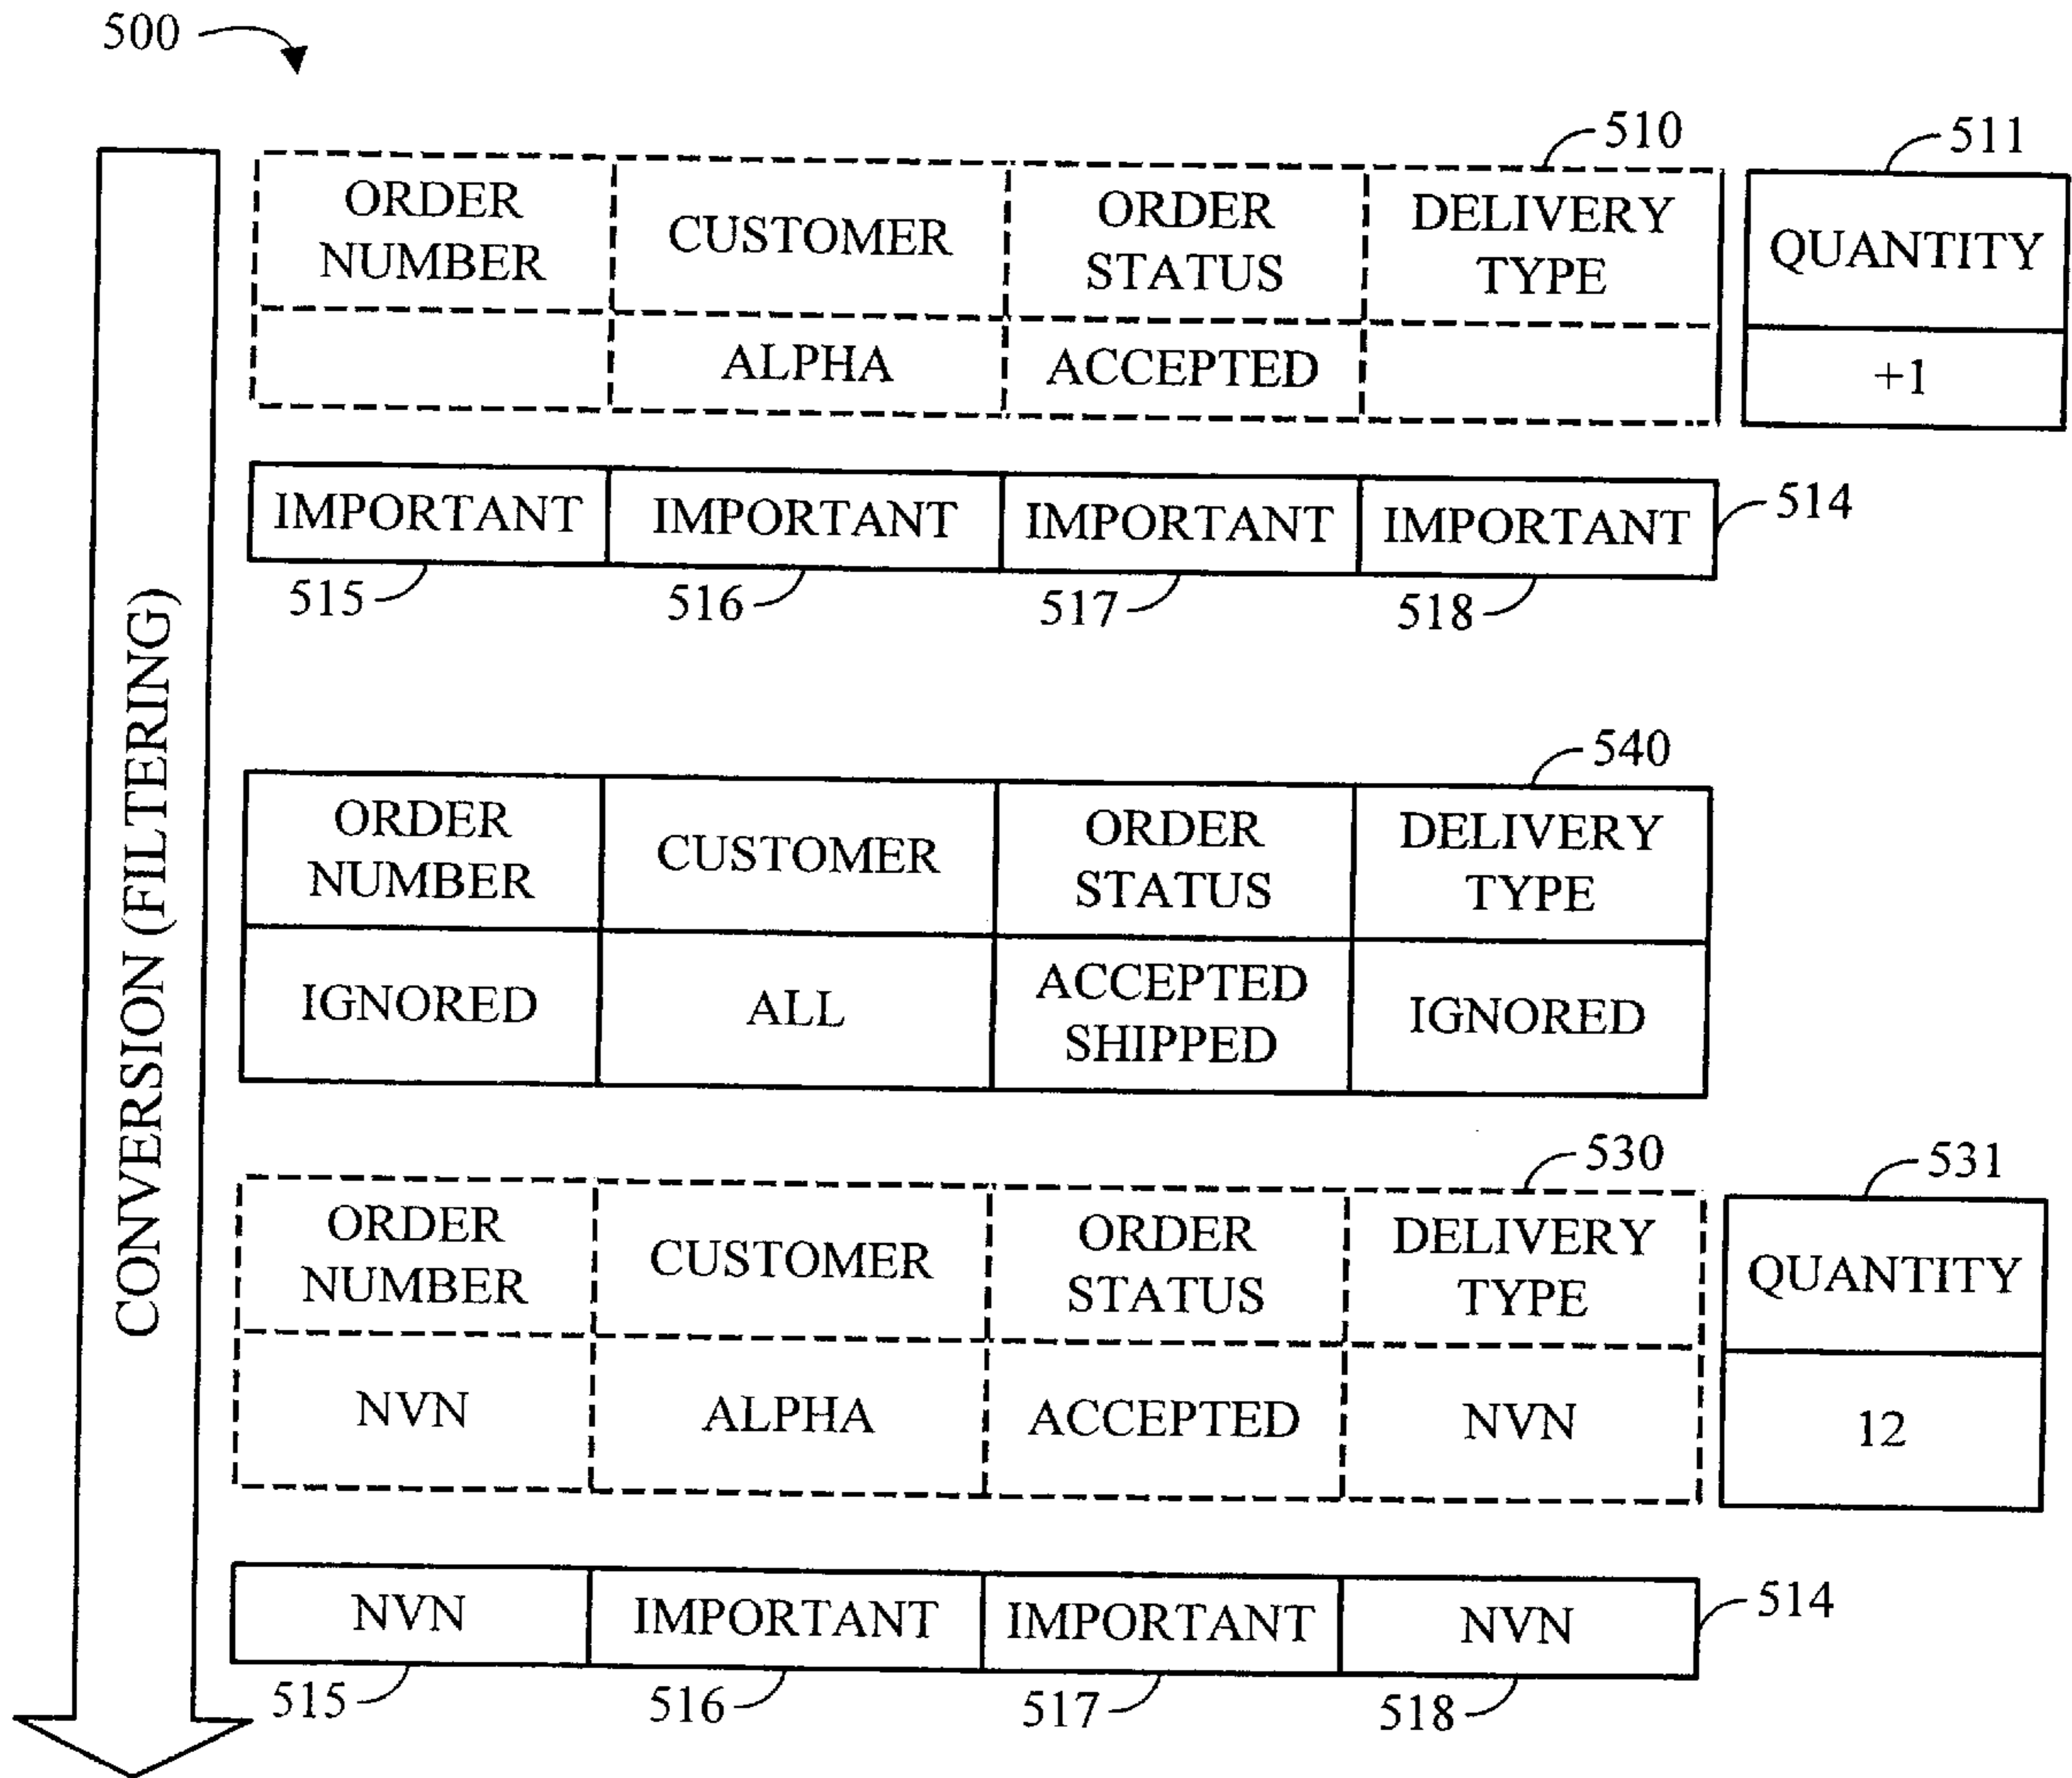 500
510
511
ORDER NUMBER
CUSTOMER
ORDER STATUS
DELIVERY TYPE
QUANTITY
ALPHA
ACCEPTED
+1
IMPORTANT
IMPORTANT
IMPORTANT
IMPORTANT
514
515
516
517
518
CONVERSION (FILTERING)
540
ORDER NUMBER
CUSTOMER
ORDER STATUS
DELIVERY TYPE
IGNORED
ALL
ACCEPTED SHIPPED
IGNORED
530
531
ORDER NUMBER
CUSTOMER
ORDER STATUS
DELIVERY TYPE
QUANTITY
NVN
ALPHA
ACCEPTED
NVN
12
NVN
IMPORTANT
IMPORTANT
NVN
514
515
516
517
518